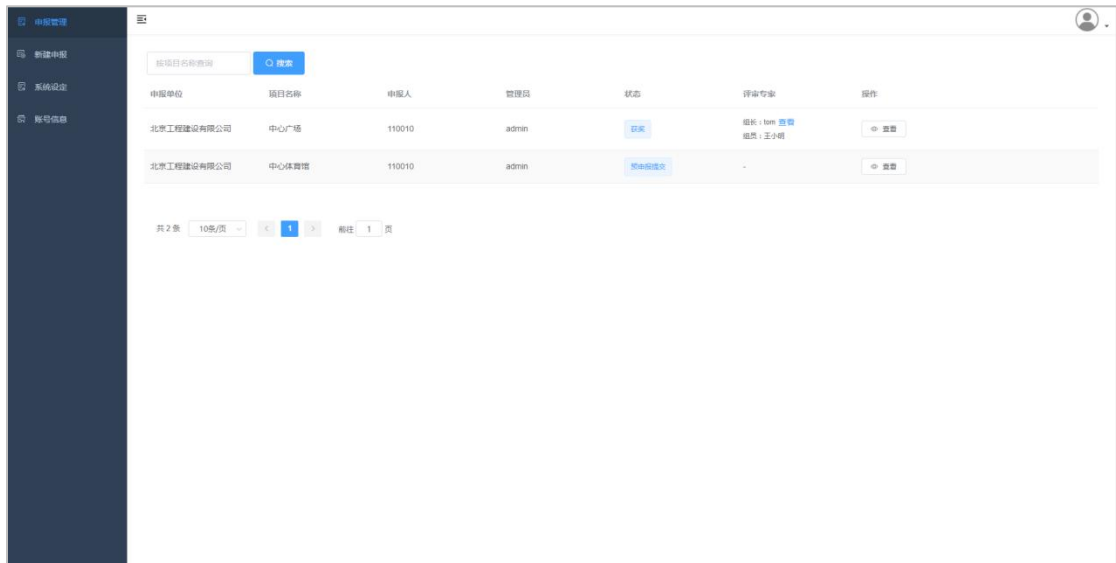 申报管理
新建申报
系统设定
账号信息
按项目名称查询 搜索
申报单位 项目名称 申报人 管理员 状态 评审专家 操作
北京工程建设有限公司 中心广场 110010 admin 获奖 组长：tom 查看 查看
组员：王小明
北京工程建设有限公司 中心体育馆 110010 admin 预申报提交 - 查看
共 2 条 10条/页 < 1 > 前往 1 页